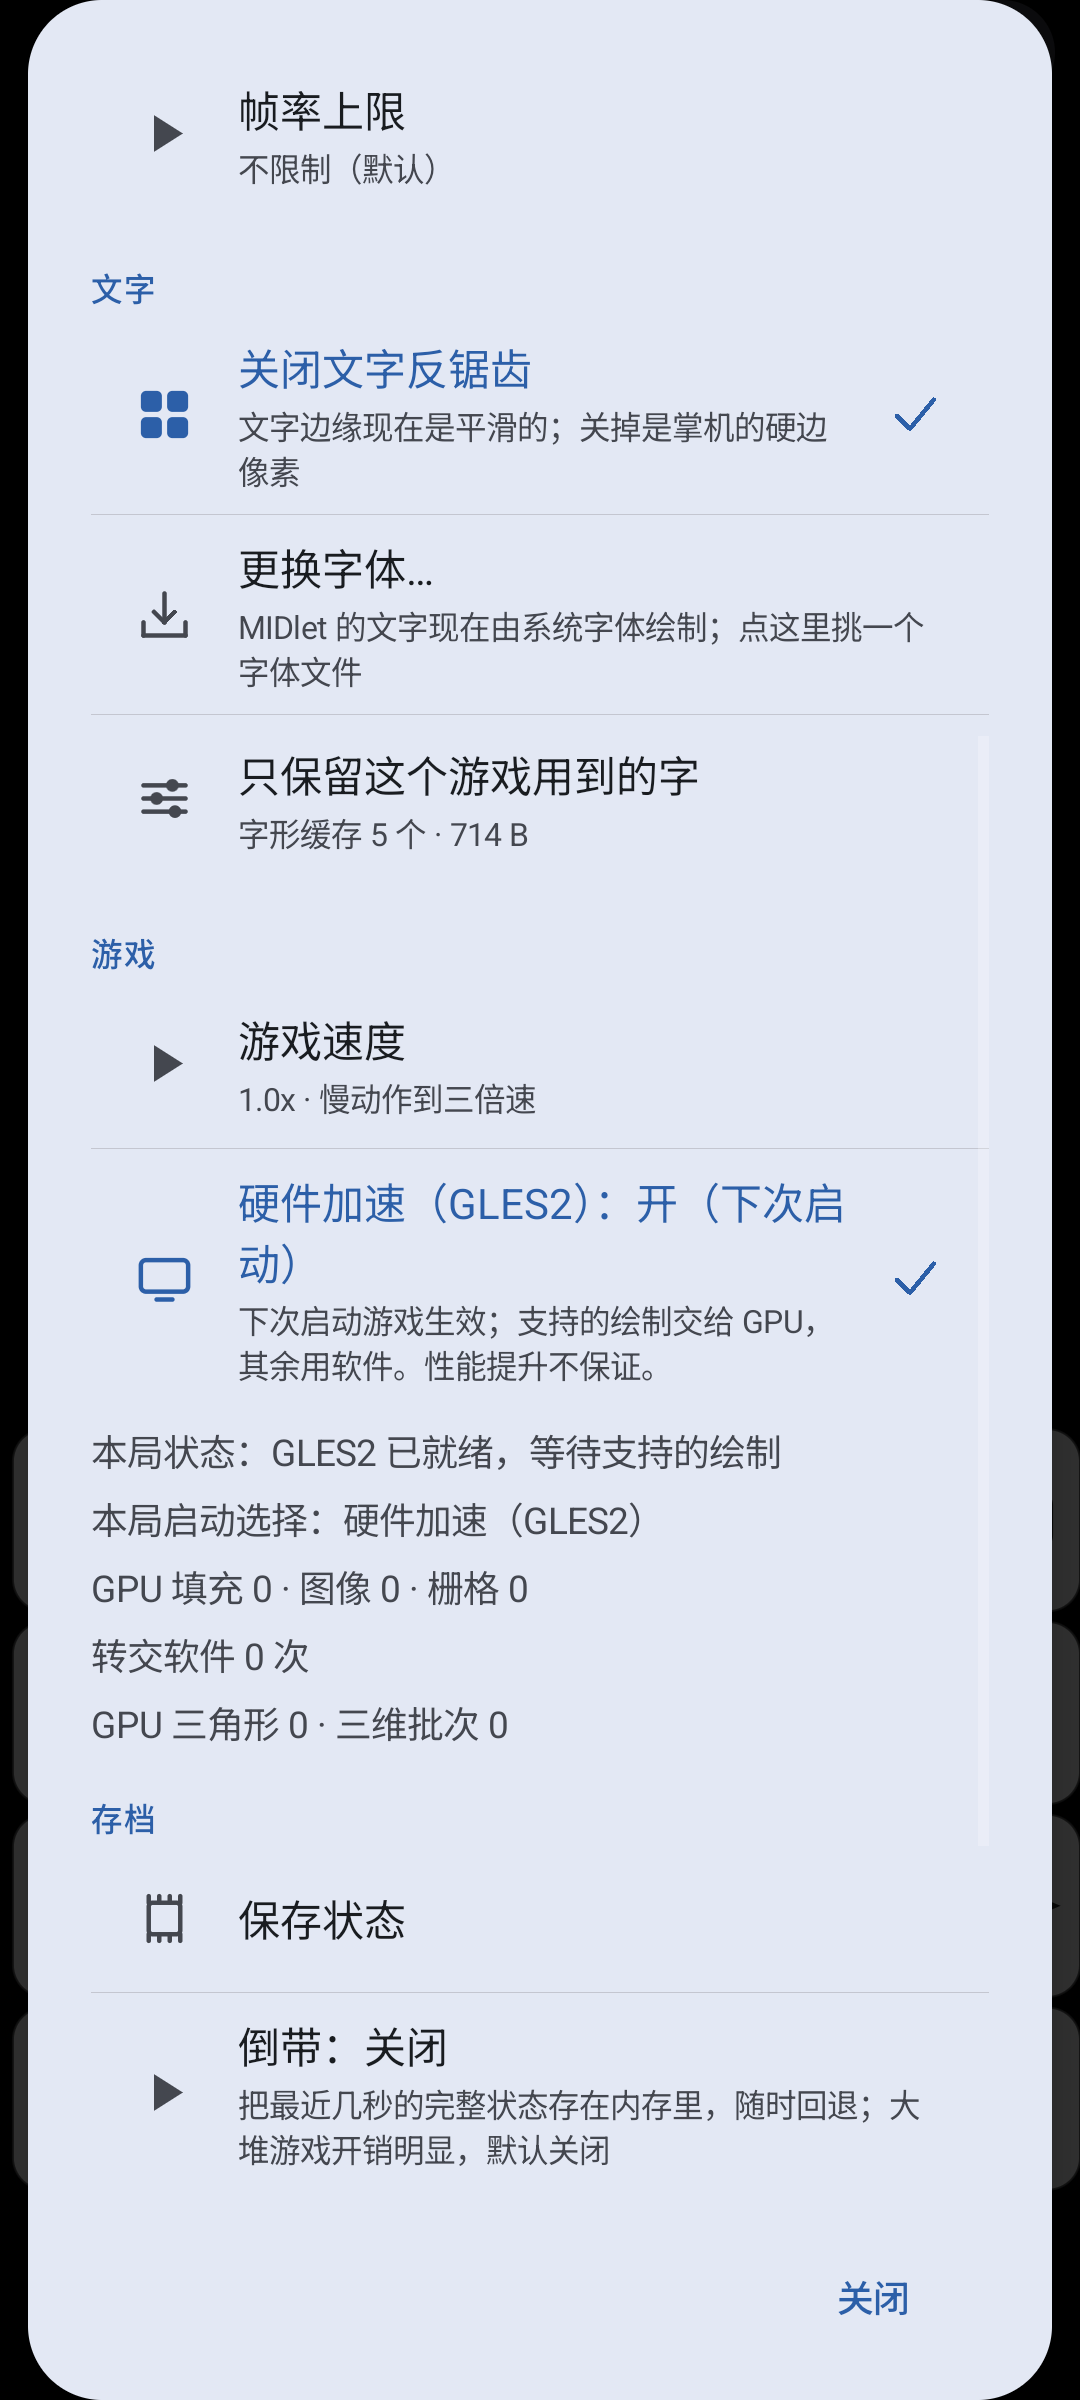 帧率上限
不限制（默认）
文字
关闭文字反锯齿
文字边缘现在是平滑的；关掉是掌机的硬边
像素
更换字体…
MIDlet 的文字现在由系统字体绘制；点这里挑一个
字体文件
只保留这个游戏用到的字
字形缓存 5 个 · 714 B
游戏
游戏速度
1.0x · 慢动作到三倍速
硬件加速（GLES2）：开（下次启
动）
下次启动游戏生效；支持的绘制交给 GPU，
其余用软件。性能提升不保证。
本局状态：GLES2 已就绪，等待支持的绘制
本局启动选择：硬件加速（GLES2）
GPU 填充 0 · 图像 0 · 栅格 0
转交软件 0 次
GPU 三角形 0 · 三维批次 0
存档
保存状态
倒带：关闭
把最近几秒的完整状态存在内存里，随时回退；大
堆游戏开销明显，默认关闭
关闭